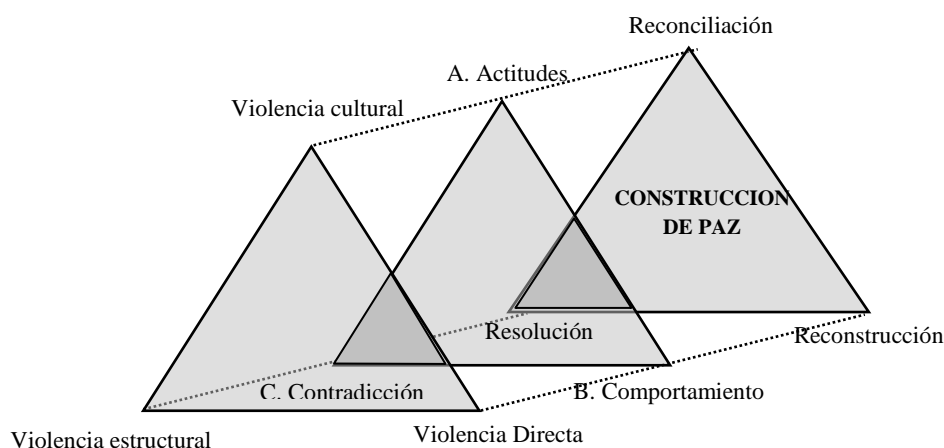 Reconciliación
A. Actitudes
Violencia cultural
CONSTRUCCION
DE PAZ
Resolución
Reconstrucción
C. Contradicción
B. Comportamiento
Violencia estructural
Violencia Directa